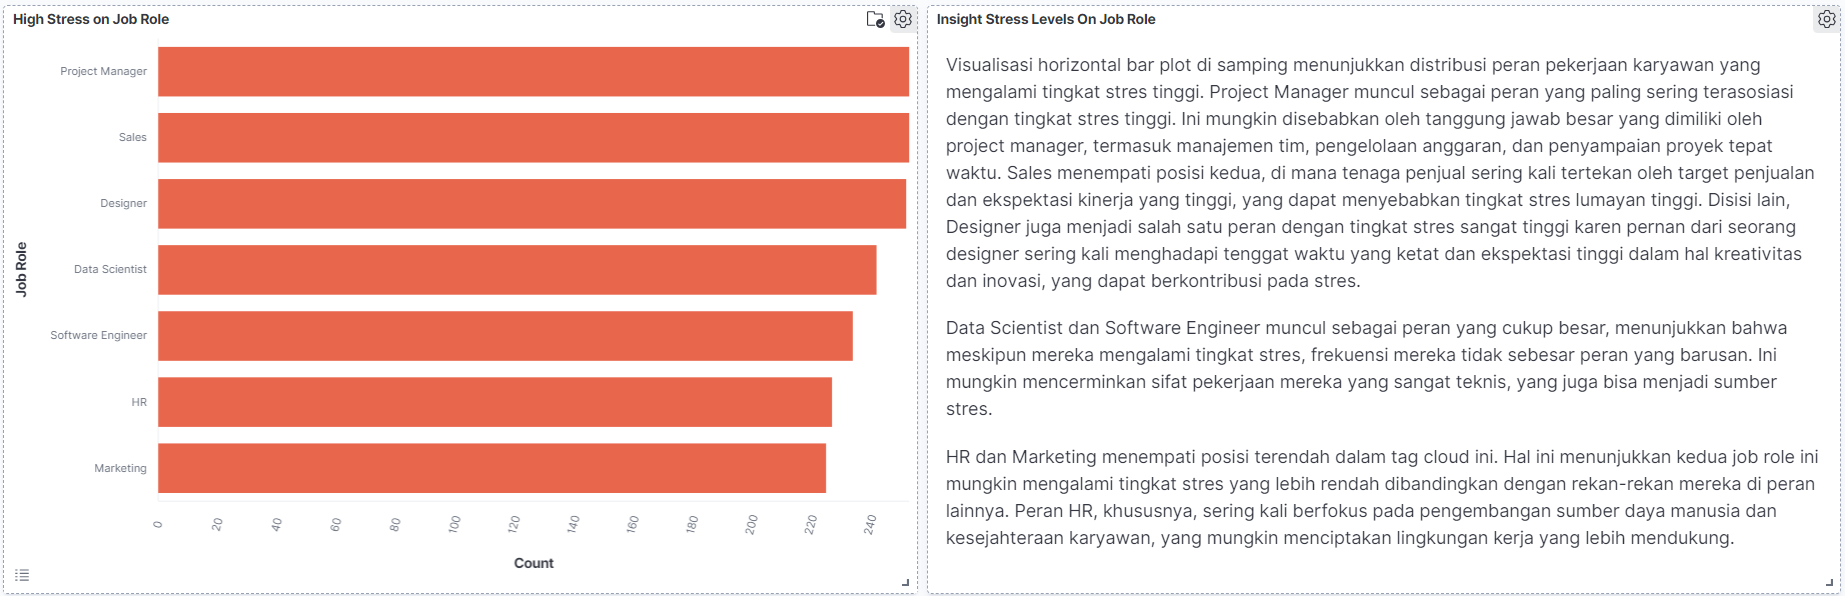 High Stress on Job Role
Project Manager
Sales
Designer
Data Scientist
Software Engineer
HR
Marketing
Job Role
0
20
40
60
80
100
120
140
160
180
200
220
240
Count
Insight Stress Levels On Job Role
Visualisasi horizontal bar plot di samping menunjukkan distribusi peran pekerjaan karyawan yang
mengalami tingkat stres tinggi. Project Manager muncul sebagai peran yang paling sering terasosiasi
dengan tingkat stres tinggi. Ini mungkin disebabkan oleh tanggung jawab besar yang dimiliki oleh
project manager, termasuk manajemen tim, pengelolaan anggaran, dan penyampaian proyek tepat
waktu. Sales menempati posisi kedua, di mana tenaga penjual sering kali tertekan oleh target penjualan
dan ekspektasi kinerja yang tinggi, yang dapat menyebabkan tingkat stres lumayan tinggi. Disisi lain,
Designer juga menjadi salah satu peran dengan tingkat stres sangat tinggi karen pernan dari seorang
designer sering kali menghadapi tenggat waktu yang ketat dan ekspektasi tinggi dalam hal kreativitas
dan inovasi, yang dapat berkontribusi pada stres.
Data Scientist dan Software Engineer muncul sebagai peran yang cukup besar, menunjukkan bahwa
meskipun mereka mengalami tingkat stres, frekuensi mereka tidak sebesar peran yang barusan. Ini
mungkin mencerminkan sifat pekerjaan mereka yang sangat teknis, yang juga bisa menjadi sumber
stres.
HR dan Marketing menempati posisi terendah dalam tag cloud ini. Hal ini menunjukkan kedua job role ini
mungkin mengalami tingkat stres yang lebih rendah dibandingkan dengan rekan-rekan mereka di peran
lainnya. Peran HR, khususnya, sering kali berfokus pada pengembangan sumber daya manusia dan
kesejahteraan karyawan, yang mungkin menciptakan lingkungan kerja yang lebih mendukung.